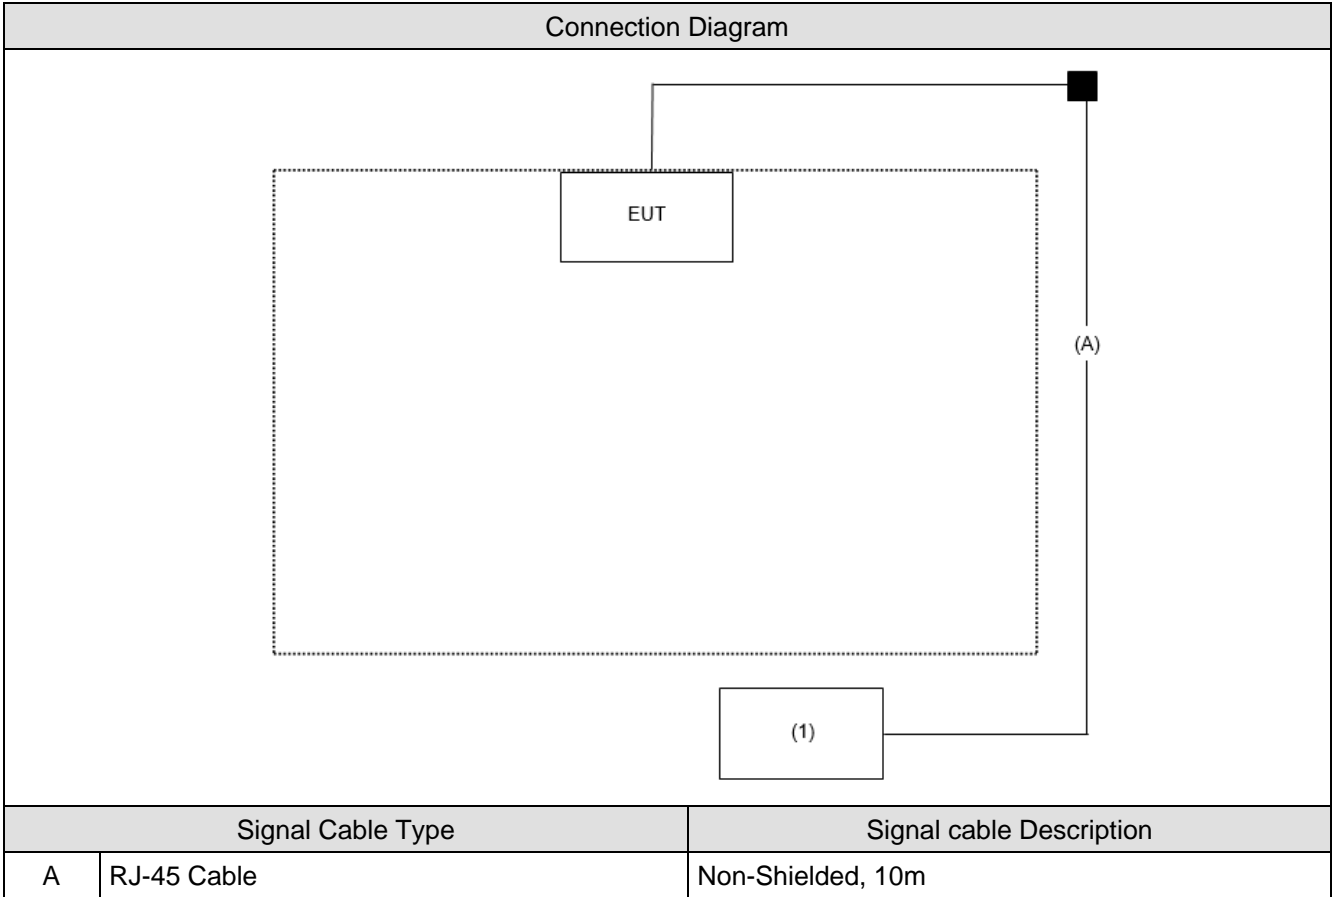 Connection Diagram
EUT
(A)
(1)
Signal Cable Type Signal cable Description
A RJ-45 Cable Non-Shielded, 10m